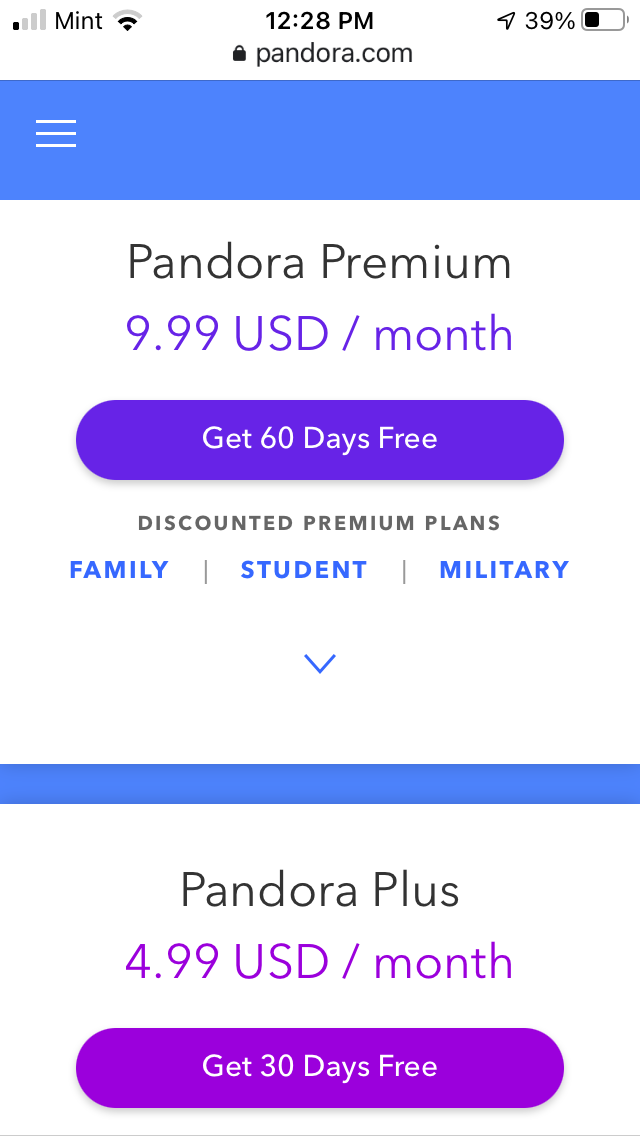 Mint 12:28 PM 39%
pandora.com
Pandora Premium
9.99 USD / month
Get 60 Days Free
DISCOUNTED PREMIUM PLANS
FAMILY | STUDENT | MILITARY
Pandora Plus
4.99 USD / month
Get 30 Days Free